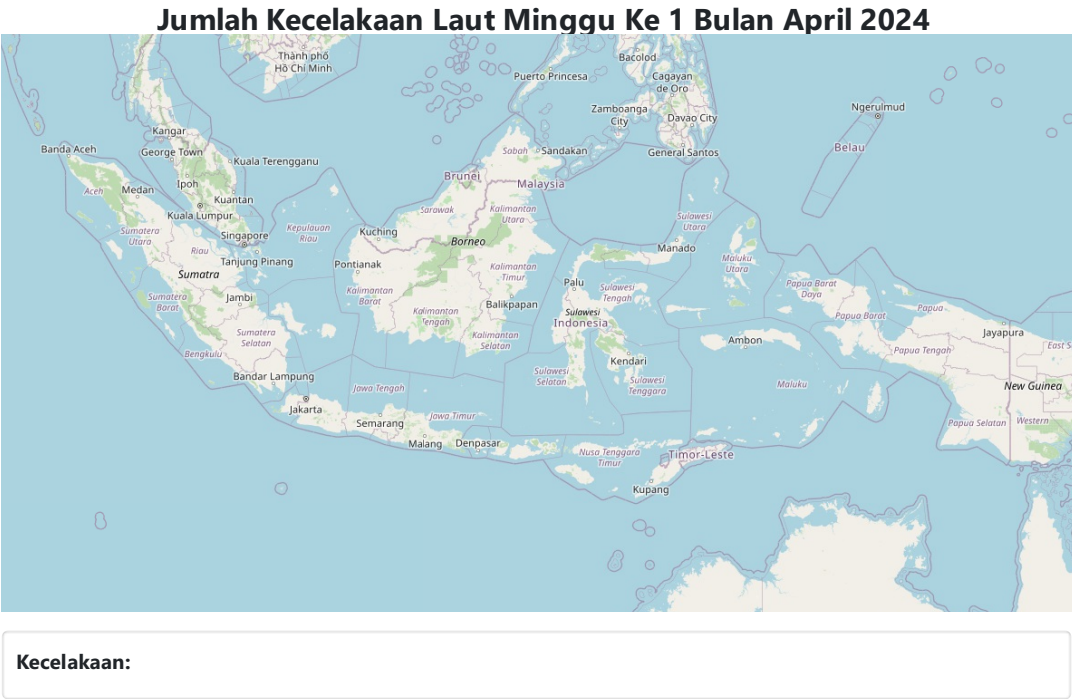 Jumlah Kecelakaan Laut Minggu Ke 1 Bulan April 2024
Thành phố
Hồ Chí Minh
Bacolod
Puerto Princesa
Cagayan
de Oro
Zamboanga
City
Davao City
Ngerulmud
Kangar
Banda Aceh
George Town
Kuala Terengganu
Sabah
Sandakan
General Santos
Belau
Ipoh
Brunei
Malaysia
Aceh
Medan
Kuantan
Kuala Lumpur
Sarawak
Kalimantan
Utara
Sulawesi
Utara
Sumatera
Utara
Singapore
Kepulauan
Riau
Kuching
Borneo
Riau
Manado
Tanjung Pinang
Pontianak
Maluku
Utara
Sumatra
Kalimantan
Timur
Palu
Papua Barat
Daya
Jambi
Sumatera
Barat
Kalimantan
Barat
Sulawesi
Tengah
Balikpapan
Kalimantan
Tengah
Sulawesi
Indonesia
Papua Barat
Papua
Sumatera
Selatan
Kalimantan
Selatan
Jayapura
Ambon
East S
Bengkulu
Papua Tengah
Kendari
Bandar Lampung
Sulawesi
Selatan
Sulawesi
Tenggara
Maluku
New Guinea
Jawa Tengah
Jakarta
Semarang
Jawa Timur
Papua Selatan
Western
Malang
Denpasar
Nusa Tenggara
Timur
Timor-Leste
Kupang
Kecelakaan: